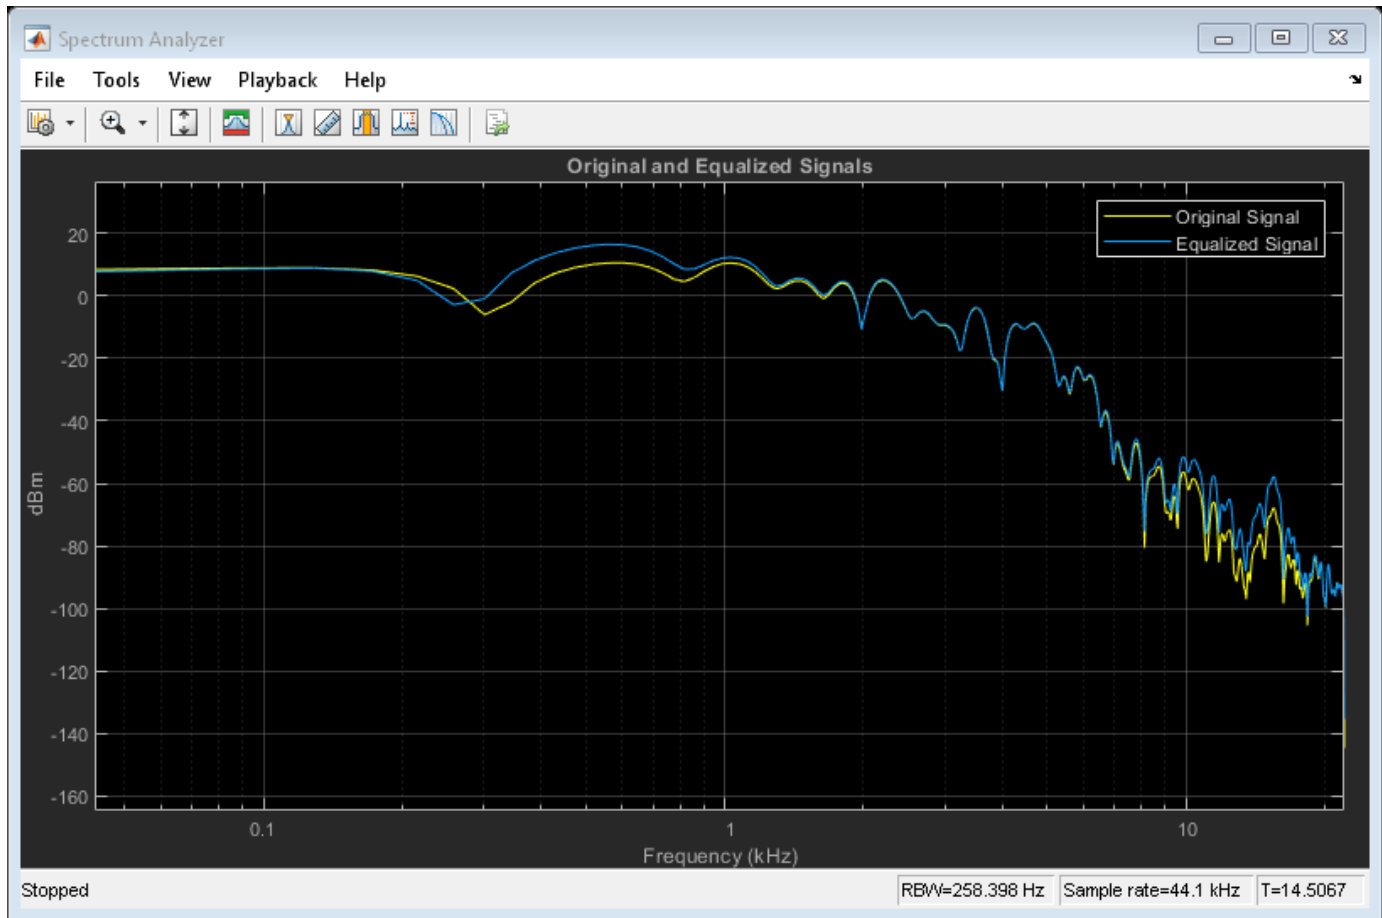 Spectrum Analyzer
File Tools View Playback Help
Original and Equalized Signals
Original Signal
Equalized Signal
20
0
-20
-40
-60
-80
-100
-120
-140
-160
dBm
0.1 1 10
Frequency (kHz)
Stopped RBW=258.398 Hz Sample rate=44.1 kHz T=14.5067